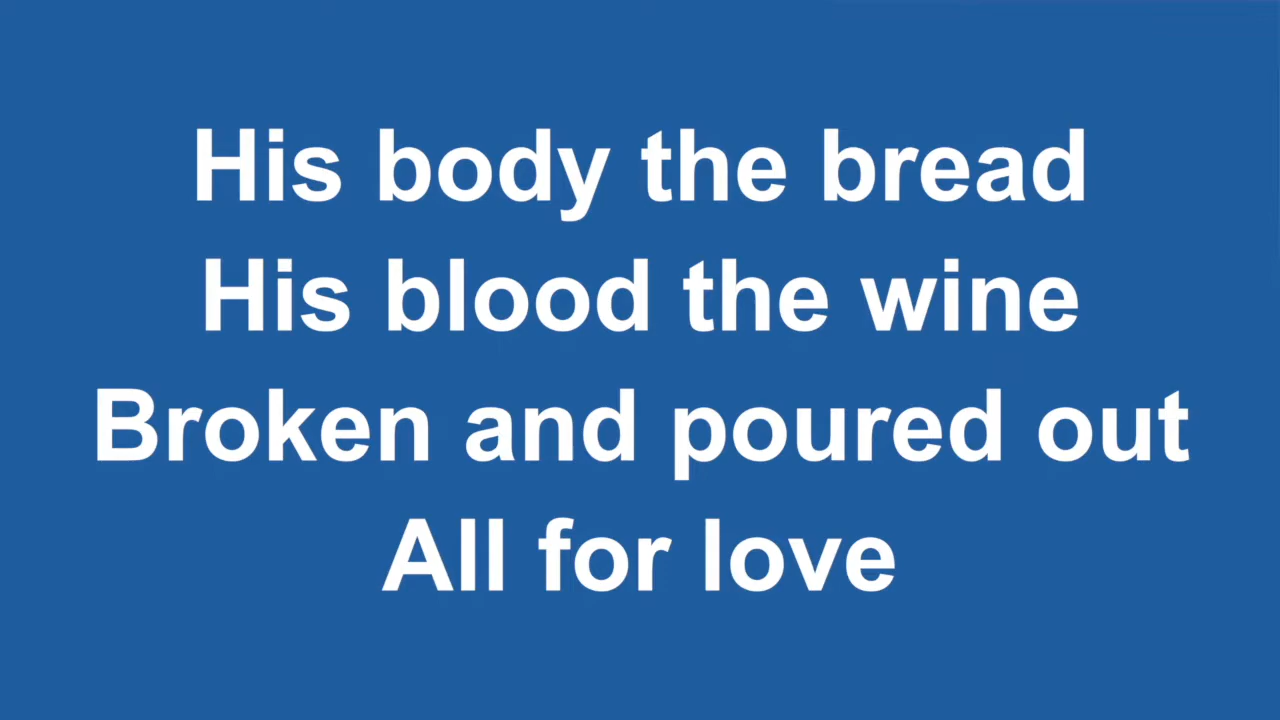 His body the bread
His blood the wine
Broken and poured out
All for love